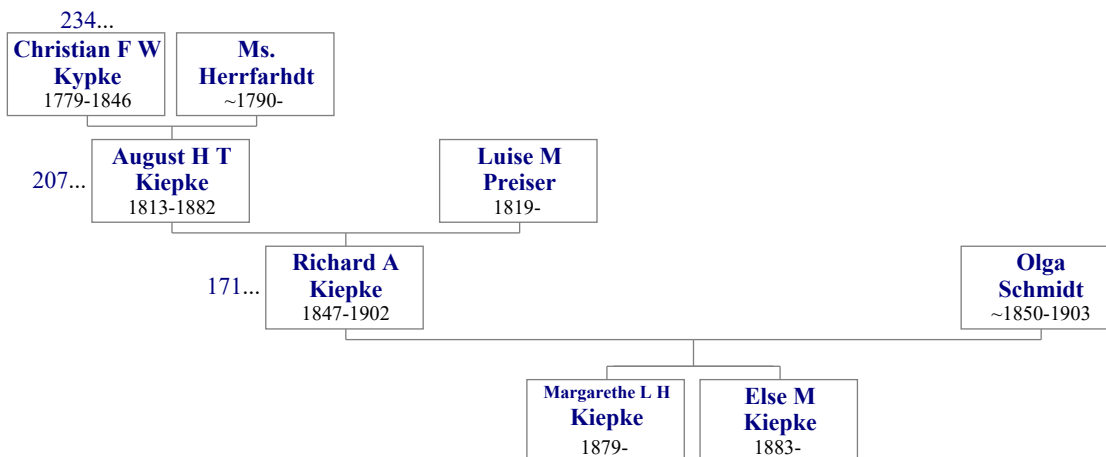 234...
Christian F W
Kypke
1779-1846
Ms.
Herrfarhdt
~1790-
207...
August H T
Kiepke
1813-1882
Luise M
Preiser
1819-
171...
Richard A
Kiepke
1847-1902
Olga
Schmidt
~1850-1903
Margarethe L H
Kiepke
1879-
Else M
Kiepke
1883-